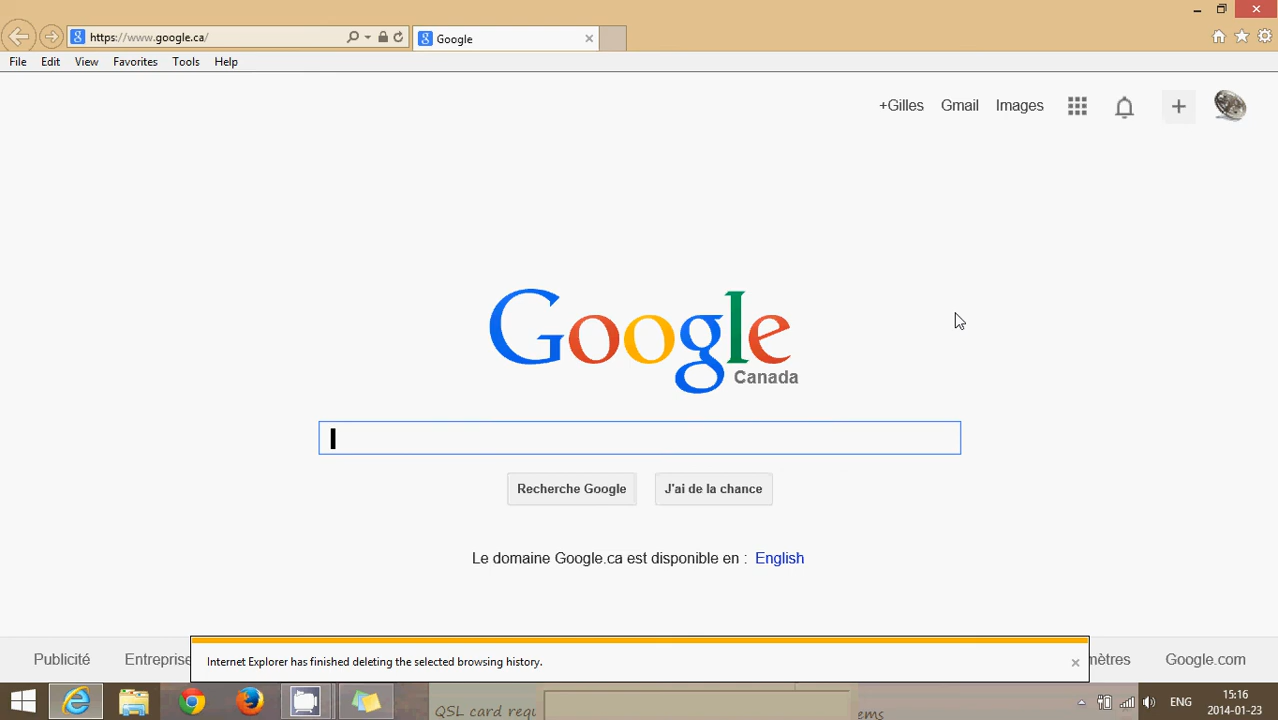 https://www.google.ca/
Google
File Edit View Favorites Tools Help
+Gilles Gmail Images
Google
Canada
Recherche Google J'ai de la chance
Le domaine Google.ca est disponible en : English
Publicité Entreprise
mètres Google.com
Internet Explorer has finished deleting the selected browsing history.
QSL card requ
ems
ENG
15:16
2014-01-23